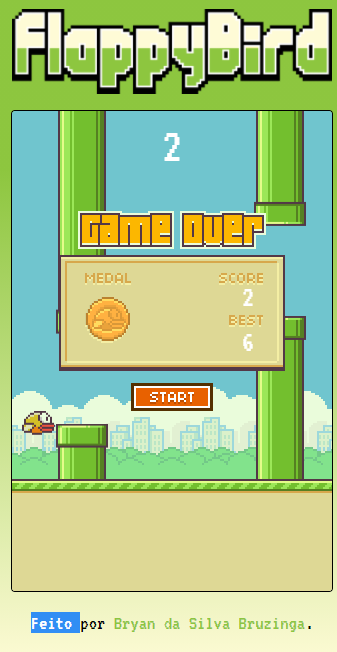 FlappyBird
2
Game Over
MEDAL SCORE
2
BEST
6
START
Feito por Bryan da Silva Bruzinga.